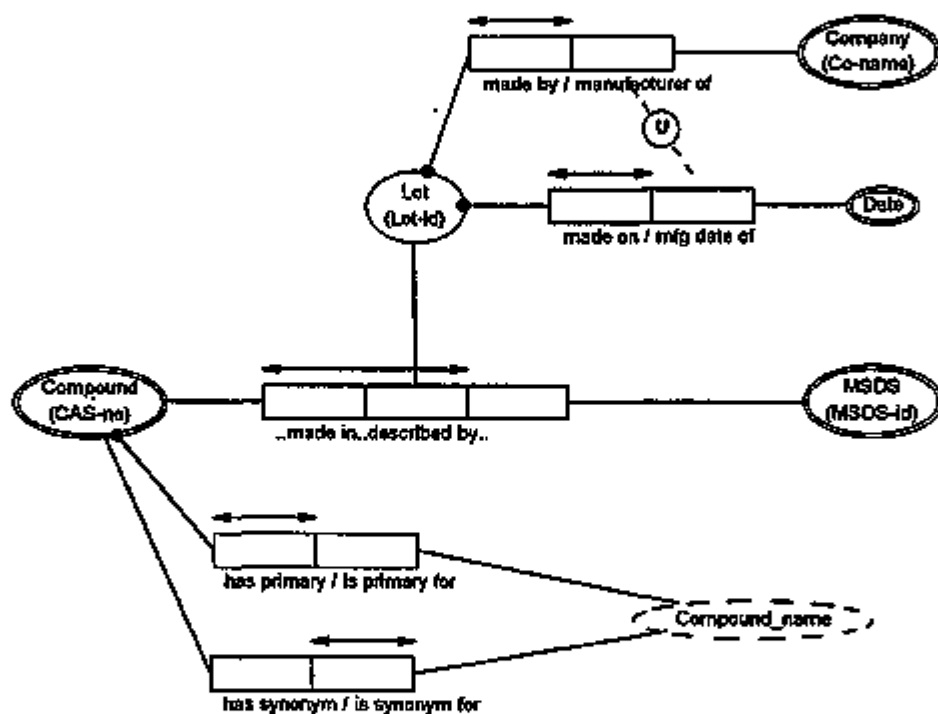 Company
(Co-name)
made by / manufacturer of
U
Lot
(Lot-id)
Date
made on / mfg date of
Compound
(CAS-no)
MSDS
(MSDS-id)
..made in..described by..
has primary / is primary for
Compound_name
has synonym / is synonym for